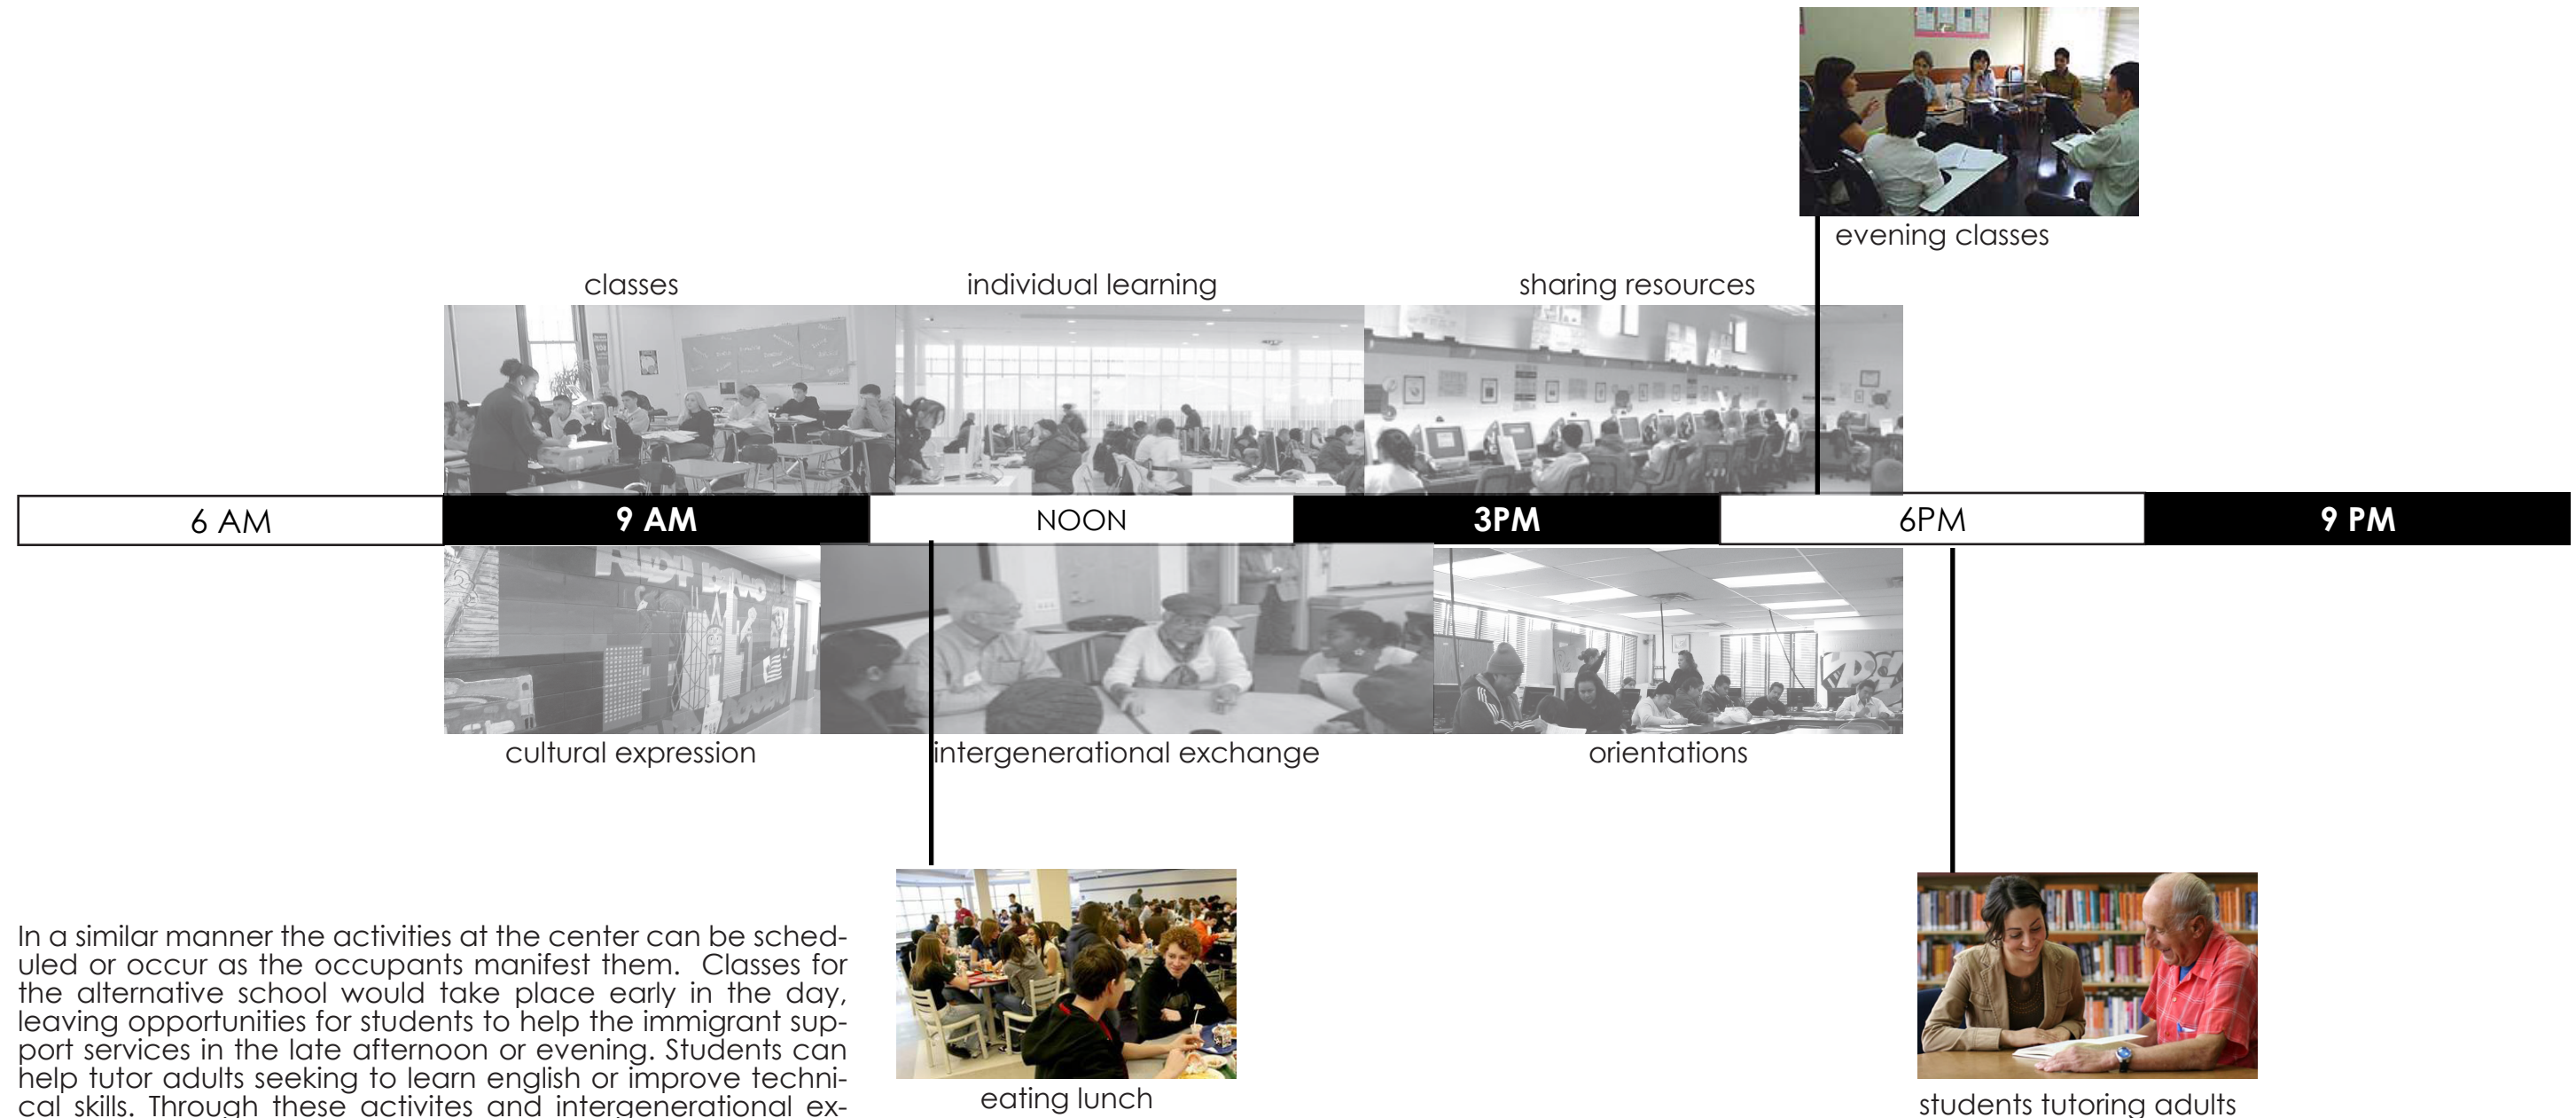 evening classes
classes
individual learning
sharing resources
6 AM
9 AM
NOON
3PM
6PM
9 PM
cultural expression
intergenerational exchange
orientations
In a similar manner the activities at the center can be sched-
uled or occur as the occupants manifest them.  Classes for
the alternative school would take place early in the day,
leaving opportunities for students to help the immigrant sup-
port services in the late afternoon or evening. Students can
help tutor adults seeking to learn english or improve techni-
cal skills. Through these activites and intergenerational ex-
eating lunch
students tutoring adults